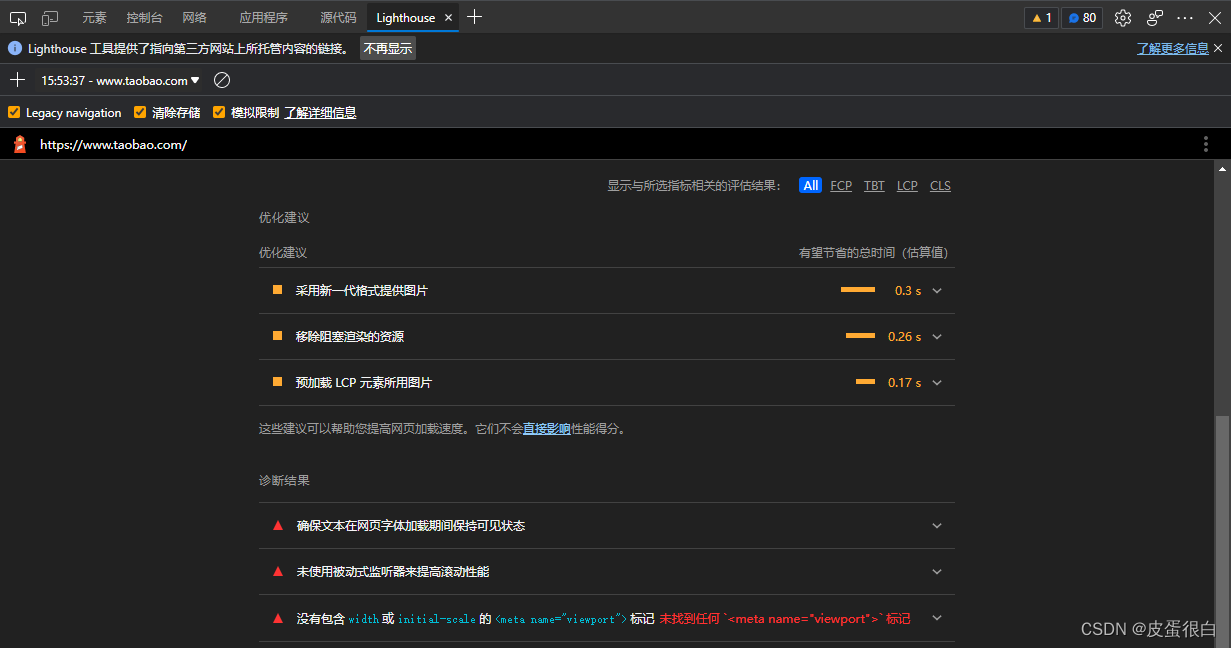 元素 控制台 网络 应用程序 源代码 Lighthouse 1 80
Lighthouse 工具提供了指向第三方网站上所托管内容的链接。 不再显示 了解更多信息
15:53:37 - www.taobao.com
Legacy navigation 清除存储 模拟限制 了解详细信息
https://www.taobao.com/
显示与所选指标相关的评估结果： All FCP TBT LCP CLS
优化建议
优化建议 有望节省的总时间（估算值）
采用新一代格式提供图片 0.3 s
移除阻塞渲染的资源 0.26 s
预加载 LCP 元素所用图片 0.17 s
这些建议可以帮助您提高网页加载速度。它们不会直接影响性能得分。
诊断结果
确保文本在网页字体加载期间保持可见状态
未使用被动式监听器来提高滚动性能
没有包含 width 或 initial-scale 的 <meta name="viewport"> 标记 未找到任何 `<meta name="viewport">` 标记
CSDN @皮蛋很白